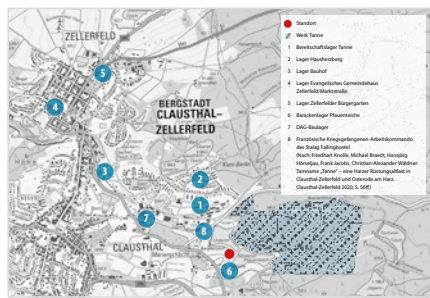 ZELLERFELD
BERGSTADT
CLAUSTHAL-
ZELLERFELD
CLAUSTHAL
5
4
3
2
1
7
8
6
Standort
Werk Tanne
1 Bereitschaftslager Tanne
2 Lager Hausherzberg
3 Lager Bauhof
4 Lager Evangelisches Gemeindehaus
Zellerfeld/Marktstraße
5 Lager Zellerfelder Bürgergarten
6 Barackenlager Pfauenteiche
7 DAG-Baulager
8 Französische Kriegsgefangenen-Arbeitskommando
des Stalag Fallingbostel
(Nach: Friedhart Knolle, Michael Braedt, Hansjörg
Hörseljau, Frank Jacobs, Christian-Alexander Wäldner:
Tarnname „Tanne“ – eine Harzer Rüstungsaltlast in
Clausthal-Zellerfeld und Osterode am Harz.
Clausthal-Zellerfeld 2020, S. 5ff.)